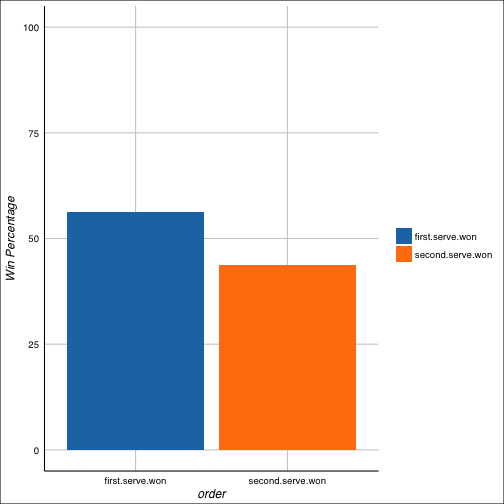 100
75
50
25
0
Win Percentage
first.serve.won
second.serve.won
order
first.serve.won
second.serve.won